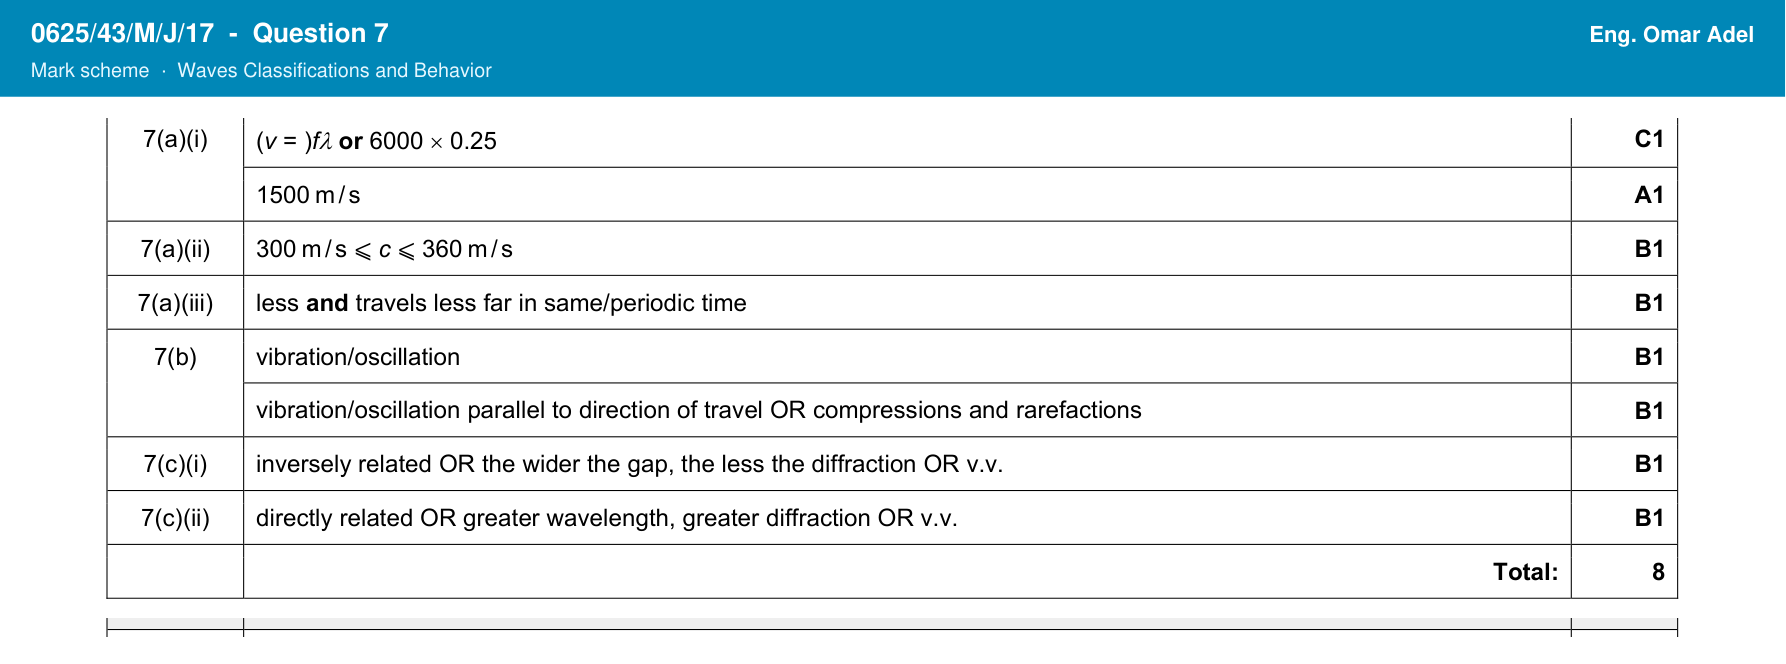 0625/43/M/J/17 - Question 7
Eng. Omar Adel
Mark scheme · Waves Classifications and Behavior
7(a)(i) (v = )fλ or 6000 × 0.25 C1
1500 m/s A1
7(a)(ii) 300 m/s ⩽ c ⩽ 360 m/s B1
7(a)(iii) less and travels less far in same/periodic time B1
7(b) vibration/oscillation B1
vibration/oscillation parallel to direction of travel OR compressions and rarefactions B1
7(c)(i) inversely related OR the wider the gap, the less the diffraction OR v.v. B1
7(c)(ii) directly related OR greater wavelength, greater diffraction OR v.v. B1
Total: 8